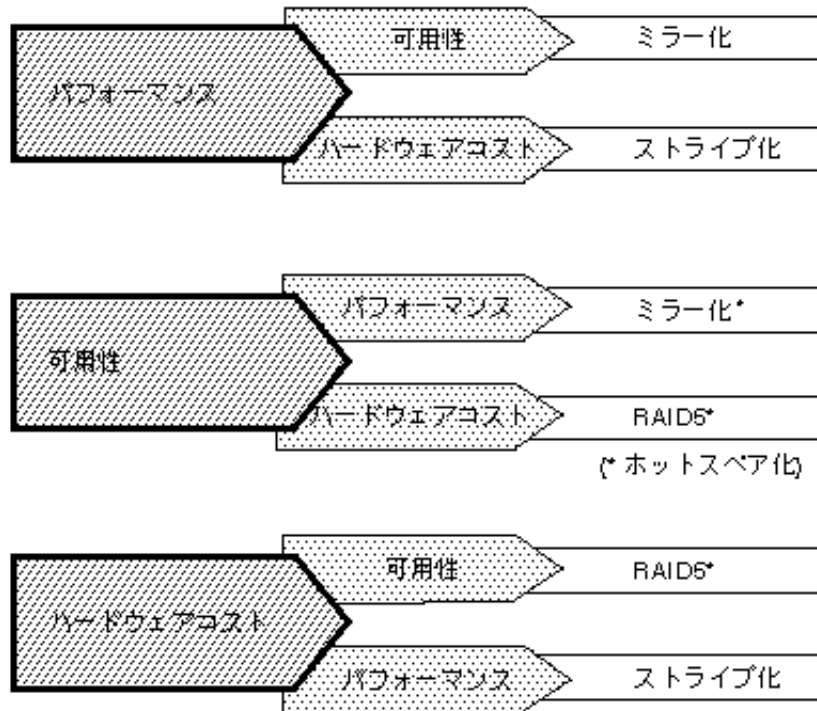 可用性
ミラー化
パフォーマンス
ハードウェアコスト
ストライプ化
パフォーマンス
ミラー化*
可用性
ハードウェアコスト
RAID5*
(* ホットスペア化)
可用性
RAID5*
ハードウェアコスト
パフォーマンス
ストライプ化